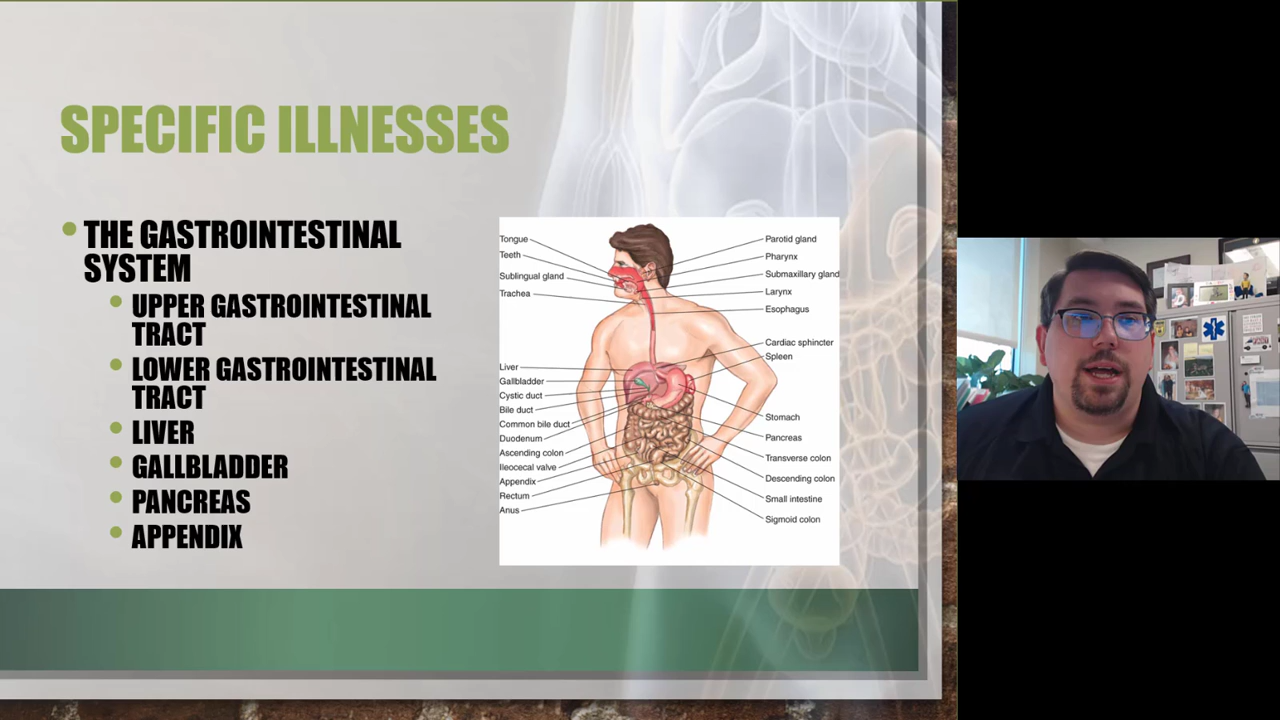 SPECIFIC ILLNESSES
THE GASTROINTESTINAL
SYSTEM
UPPER GASTROINTESTINAL
TRACT
LOWER GASTROINTESTINAL
TRACT
LIVER
GALLBLADDER
PANCREAS
APPENDIX
Tongue
Teeth
Sublingual gland
Trachea
Liver
Gallbladder
Cystic duct
Bile duct
Common bile duct
Duodenum
Ascending colon
Ileocecal valve
Appendix
Rectum
Anus
Parotid gland
Pharynx
Submaxillary gland
Larynx
Esophagus
Cardiac sphincter
Spleen
Stomach
Pancreas
Transverse colon
Descending colon
Small intestine
Sigmoid colon